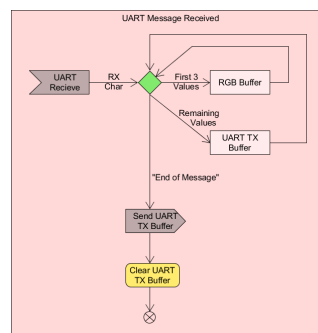 UART Message Received
UART
Recieve
RX
Char
First 3
Values
RGB Buffer
Remaining
Values
UART TX
Buffer
"End of Message"
Send UART
TX Buffer
Clear UART
TX Buffer